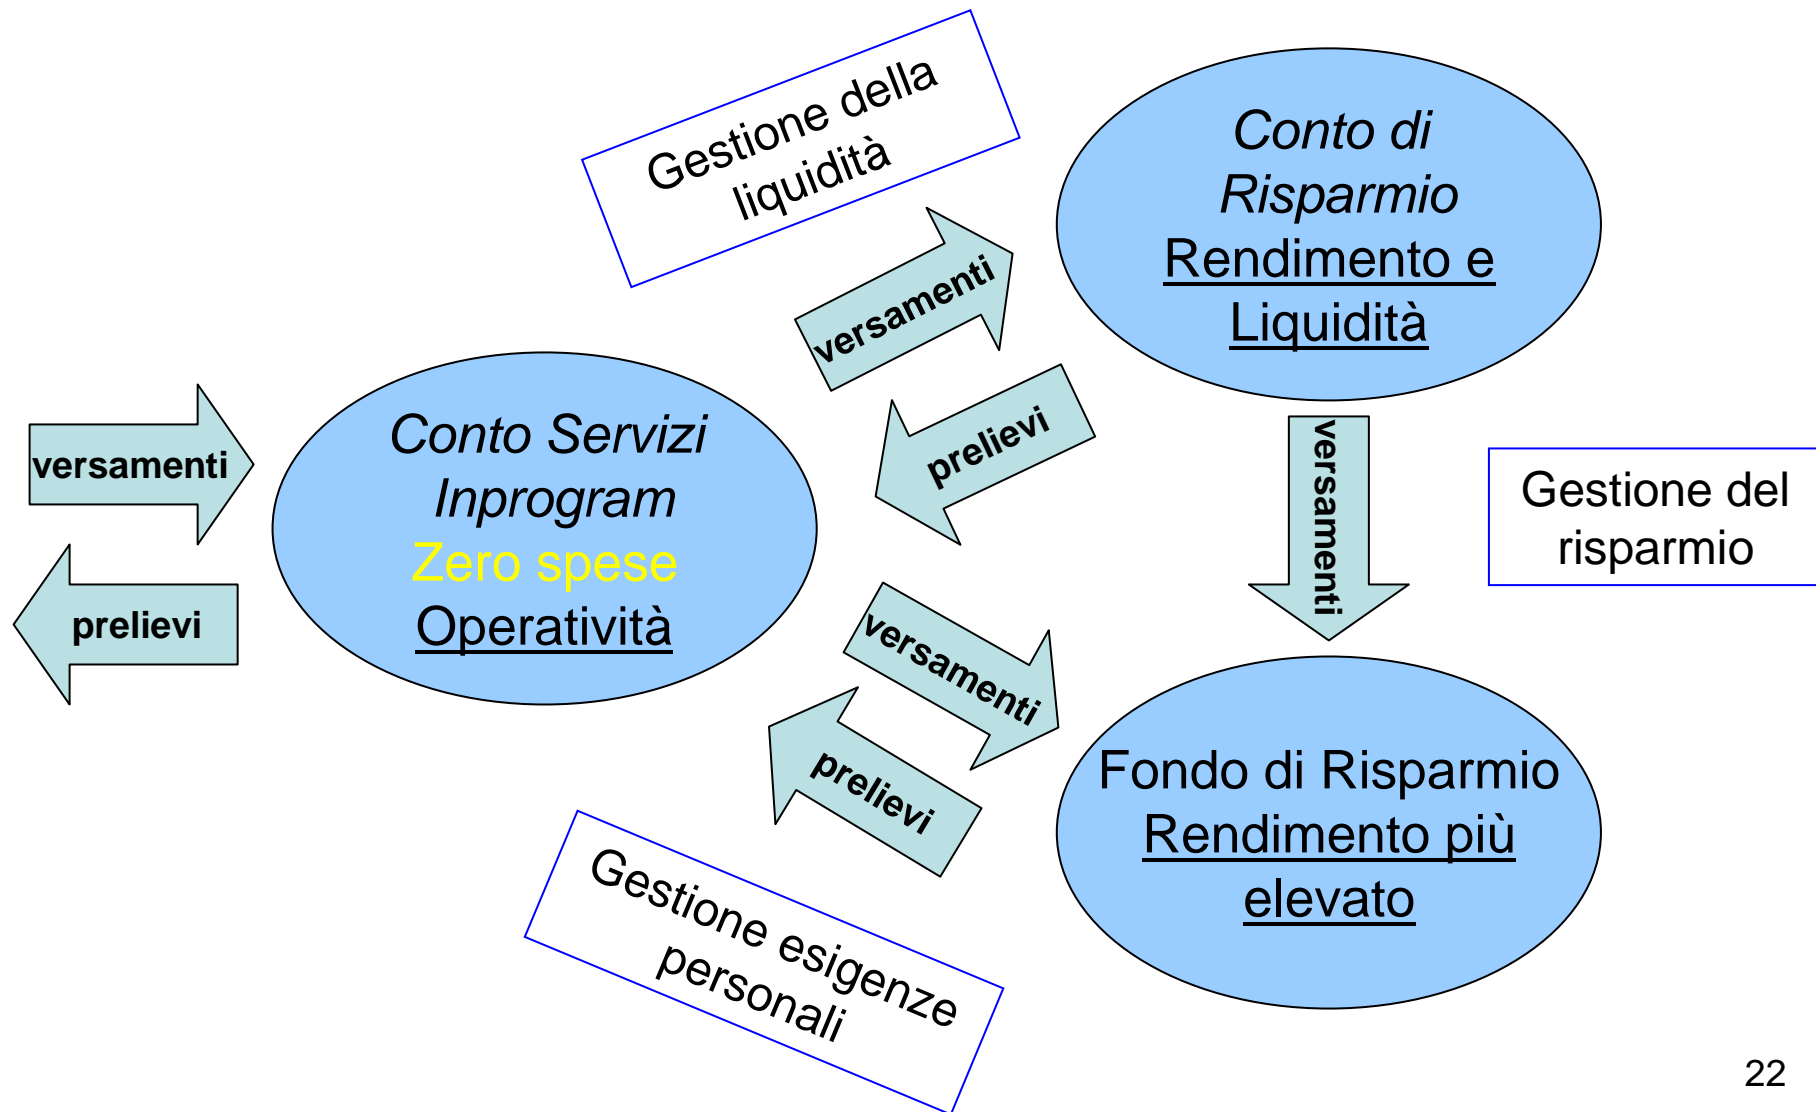 Gestione della
liquidità
Conto di
Risparmio
Rendimento e
Liquidità
versamenti
prelievi
versamenti
prelievi
Conto Servizi
Inprogram
Zero spese
Operatività
versamenti
Gestione del
risparmio
versamenti
prelievi
Fondo di Risparmio
Rendimento più
elevato
Gestione esigenze
personali
22